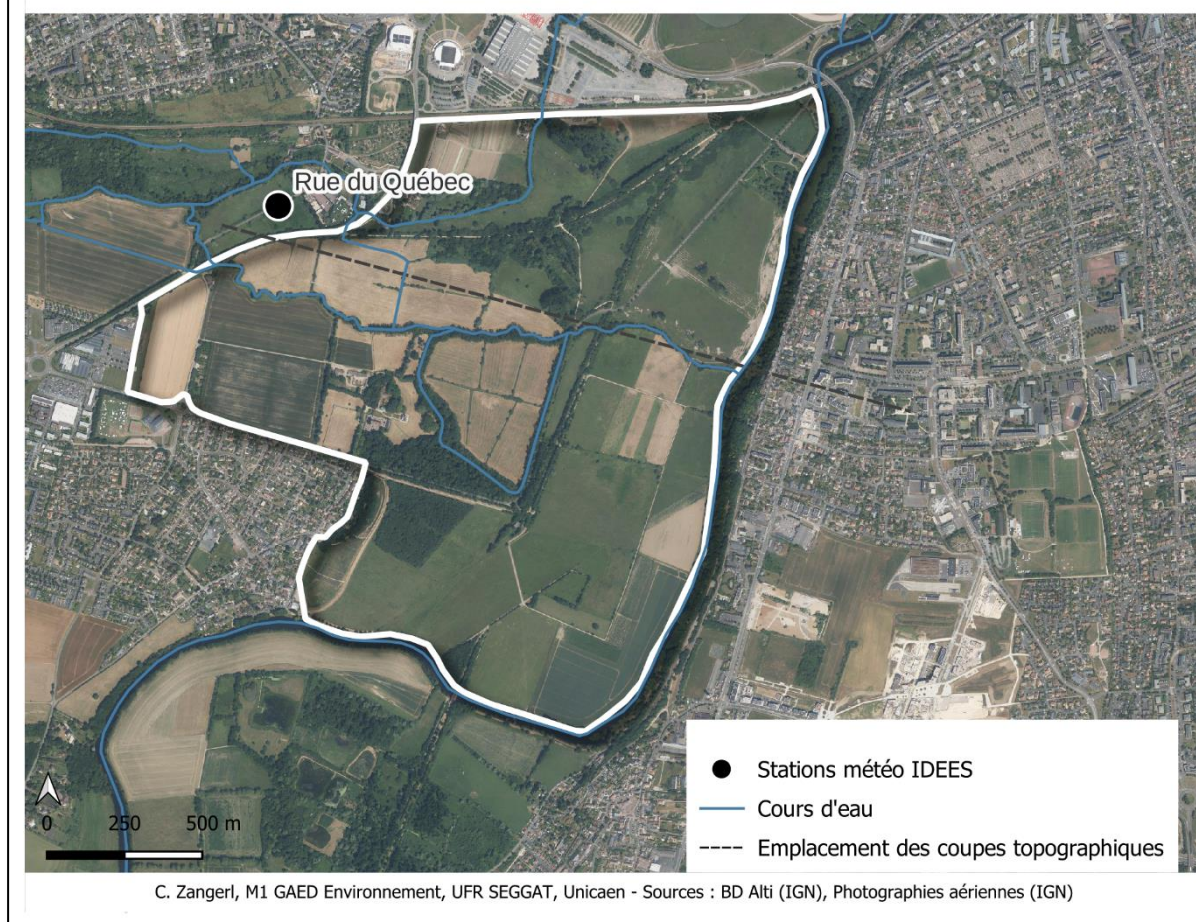 Rue du Québec
Stations météo IDEES
Cours d'eau
Emplacement des coupes topographiques
0 250 500 m
C. Zangerl, M1 GAED Environnement, UFR SEGGAT, Unicaen - Sources : BD Alti (IGN), Photographies aériennes (IGN)